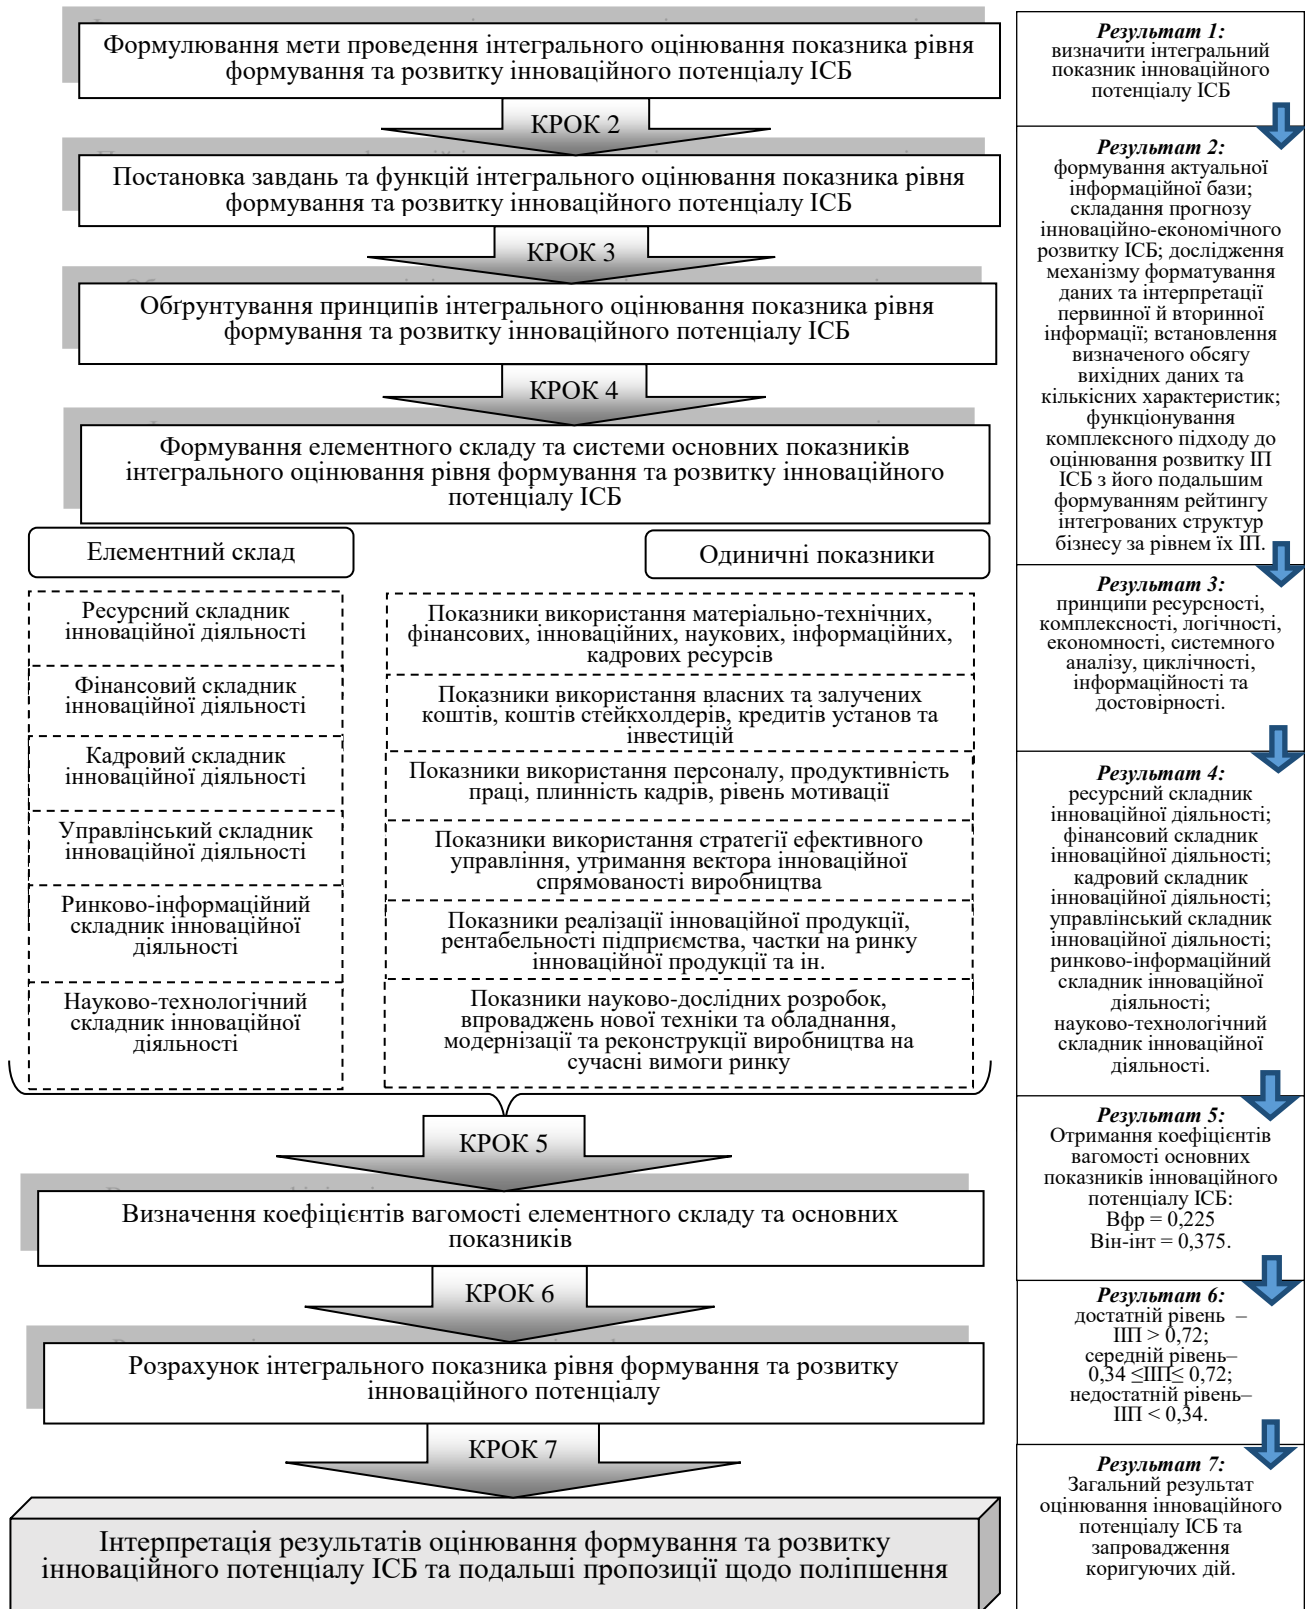 Формулювання мети проведення інтегрального оцінювання показника рівня
формування та розвитку інноваційного потенціалу ІСБ
КРОК 2
Постановка завдань та функцій інтегрального оцінювання показника рівня
формування та розвитку інноваційного потенціалу ІСБ
КРОК 3
Обґрунтування принципів інтегрального оцінювання показника рівня
формування та розвитку інноваційного потенціалу ІСБ
КРОК 4
Формування елементного складу та системи основних показників
інтегрального оцінювання рівня формування та розвитку інноваційного
потенціалу ІСБ
Елементний склад
Одиничні показники
Ресурсний складник
інноваційної діяльності
Показники використання матеріально-технічних,
фінансових, інноваційних, наукових, інформаційних,
кадрових ресурсів
Фінансовий складник
інноваційної діяльності
Показники використання власних та залучених
коштів, коштів стейкхолдерів, кредитів установ та
інвестицій
Кадровий складник
інноваційної діяльності
Показники використання персоналу, продуктивність
праці, плинність кадрів, рівень мотивації
Управлінський складник
інноваційної діяльності
Показники використання стратегії ефективного
управління, утримання вектора інноваційної
спрямованості виробництва
Ринково-інформаційний
складник інноваційної
діяльності
Показники реалізації інноваційної продукції,
рентабельності підприємства, частки на ринку
інноваційної продукції та ін.
Науково-технологічний
складник інноваційної
діяльності
Показники науково-дослідних розробок,
впроваджень нової техніки та обладнання,
модернізації та реконструкції виробництва на
сучасні вимоги ринку
КРОК 5
Визначення коефіцієнтів вагомості елементного складу та основних
показників
КРОК 6
Розрахунок інтегрального показника рівня формування та розвитку
інноваційного потенціалу
КРОК 7
Інтерпретація результатів оцінювання формування та розвитку
інноваційного потенціалу ІСБ та подальші пропозиції щодо поліпшення
Результат 1:
визначити інтегральний
показник інноваційного
потенціалу ІСБ
Результат 2:
формування актуальної
інформаційної бази;
складання прогнозу
інноваційно-економічного
розвитку ІСБ; дослідження
механізму форматування
даних та інтерпретації
первинної й вторинної
інформації; встановлення
визначеного обсягу
вихідних даних та
кількісних характеристик;
функціонування
комплексного підходу до
оцінювання розвитку ІП
ІСБ з його подальшим
формуванням рейтингу
інтегрованих структур
бізнесу за рівнем їх ІП.
Результат 3:
принципи ресурсності,
комплексності, логічності,
економності, системного
аналізу, циклічності,
інформаційності та
достовірності.
Результат 4:
ресурсний складник
інноваційної діяльності;
фінансовий складник
інноваційної діяльності;
кадровий складник
інноваційної діяльності;
управлінський складник
інноваційної діяльності;
ринково-інформаційний
складник інноваційної
діяльності;
науково-технологічний
складник інноваційної
діяльності.
Результат 5:
Отримання коефіцієнтів
вагомості основних
показників інноваційного
потенціалу ІСБ:
Вфр = 0,225
Він-інт = 0,375.
Результат 6:
достатній рівень –
ІІП > 0,72;
середній рівень–
0,34 ≤ІІП≤ 0,72;
недостатній рівень–
ІІП < 0,34.
Результат 7:
Загальний результат
оцінювання інноваційного
потенціалу ІСБ та
запровадження
коригуючих дій.